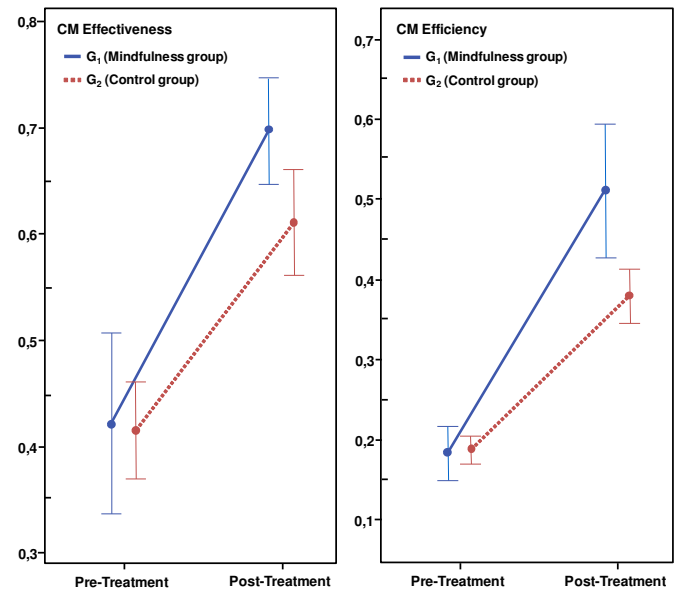 CM Effectiveness
G₁ (Mindfulness group)
G₂ (Control group)
0,8
0,7
0,6
0,5
0,4
0,3
Pre-Treatment
Post-Treatment
CM Efficiency
G₁ (Mindfulness group)
G₂ (Control group)
0,7
0,6
0,5
0,4
0,3
0,2
0,1
Pre-Treatment
Post-Treatment